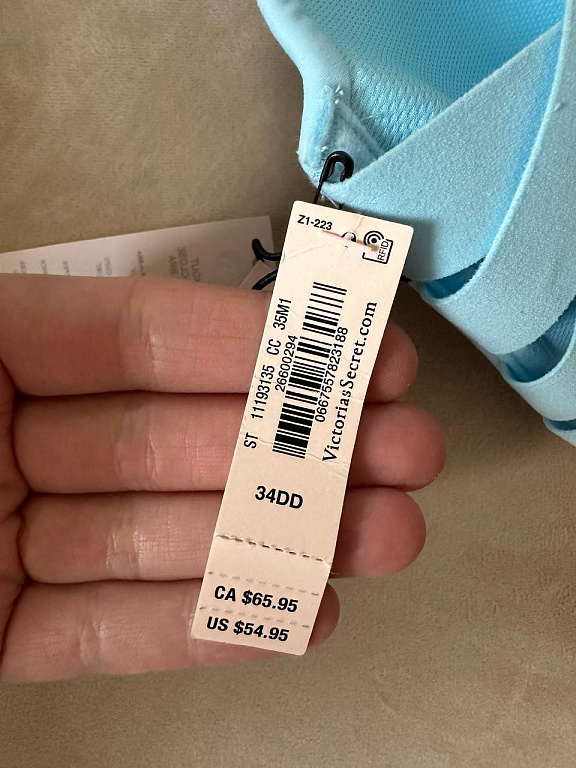 Z1-223
RFID
ST 11193135 CC 35M1
26600294
0667557823188
VictoriasSecret.com
34DD
CA $65.95
US $54.95